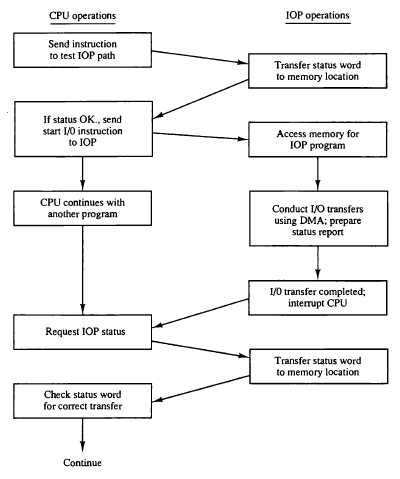 CPU operations
IOP operations
Send instruction
to test IOP path
Transfer status word
to memory location
If status OK., send
start I/0 instruction
to IOP
Access memory for
IOP program
CPU continues with
another program
Conduct I/O transfers
using DMA; prepare
status report
I/0 transfer completed;
interrupt CPU
Request IOP status
Transfer status word
to memory location
Check status word
for correct transfer
Continue